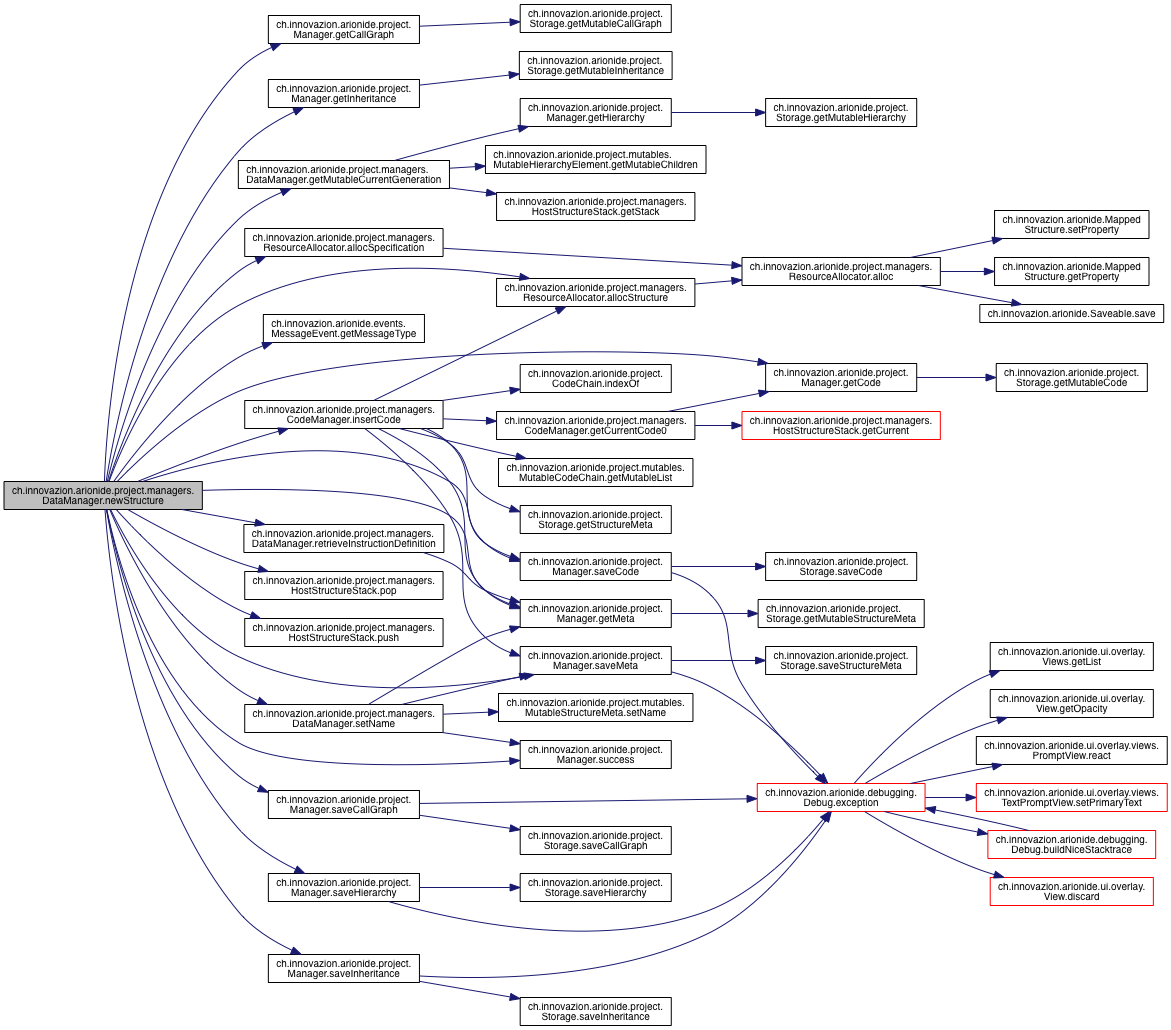 ch.innovazion.arionide.project.managers.
DataManager.newStructure
ch.innovazion.arionide.project.
Manager.getCallGraph
ch.innovazion.arionide.project.
Manager.getInheritance
ch.innovazion.arionide.project.managers.
DataManager.getMutableCurrentGeneration
ch.innovazion.arionide.project.managers.
ResourceAllocator.allocSpecification
ch.innovazion.arionide.events.
MessageEvent.getMessageType
ch.innovazion.arionide.project.managers.
CodeManager.insertCode
ch.innovazion.arionide.project.managers.
DataManager.retrieveInstructionDefinition
ch.innovazion.arionide.project.managers.
HostStructureStack.pop
ch.innovazion.arionide.project.managers.
HostStructureStack.push
ch.innovazion.arionide.project.managers.
DataManager.setName
ch.innovazion.arionide.project.
Manager.saveCallGraph
ch.innovazion.arionide.project.
Manager.saveHierarchy
ch.innovazion.arionide.project.
Manager.saveInheritance
ch.innovazion.arionide.project.
Storage.getMutableCallGraph
ch.innovazion.arionide.project.
Storage.getMutableInheritance
ch.innovazion.arionide.project.
Manager.getHierarchy
ch.innovazion.arionide.project.mutables.
MutableHierarchyElement.getMutableChildren
ch.innovazion.arionide.project.managers.
HostStructureStack.getStack
ch.innovazion.arionide.project.managers.
ResourceAllocator.allocStructure
ch.innovazion.arionide.project.
CodeChain.indexOf
ch.innovazion.arionide.project.managers.
CodeManager.getCurrentCode0
ch.innovazion.arionide.project.mutables.
MutableCodeChain.getMutableList
ch.innovazion.arionide.project.
Storage.getStructureMeta
ch.innovazion.arionide.project.
Manager.saveCode
ch.innovazion.arionide.project.
Manager.getMeta
ch.innovazion.arionide.project.
Manager.saveMeta
ch.innovazion.arionide.project.mutables.
MutableStructureMeta.setName
ch.innovazion.arionide.project.
Manager.success
ch.innovazion.arionide.project.
Storage.saveCallGraph
ch.innovazion.arionide.project.
Storage.saveHierarchy
ch.innovazion.arionide.project.
Storage.saveInheritance
ch.innovazion.arionide.project.
Storage.getMutableHierarchy
ch.innovazion.arionide.project.managers.
ResourceAllocator.alloc
ch.innovazion.arionide.project.
Manager.getCode
ch.innovazion.arionide.project.managers.
HostStructureStack.getCurrent
ch.innovazion.arionide.project.
Storage.saveCode
ch.innovazion.arionide.project.
Storage.getMutableStructureMeta
ch.innovazion.arionide.project.
Storage.saveStructureMeta
ch.innovazion.arionide.debugging.
Debug.exception
ch.innovazion.arionide.Mapped
Structure.setProperty
ch.innovazion.arionide.Mapped
Structure.getProperty
ch.innovazion.arionide.Saveable.save
ch.innovazion.arionide.project.
Storage.getMutableCode
ch.innovazion.arionide.ui.overlay.
Views.getList
ch.innovazion.arionide.ui.overlay.
View.getOpacity
ch.innovazion.arionide.ui.overlay.views.
PromptView.react
ch.innovazion.arionide.ui.overlay.views.
TextPromptView.setPrimaryText
ch.innovazion.arionide.debugging.
Debug.buildNiceStacktrace
ch.innovazion.arionide.ui.overlay.
View.discard